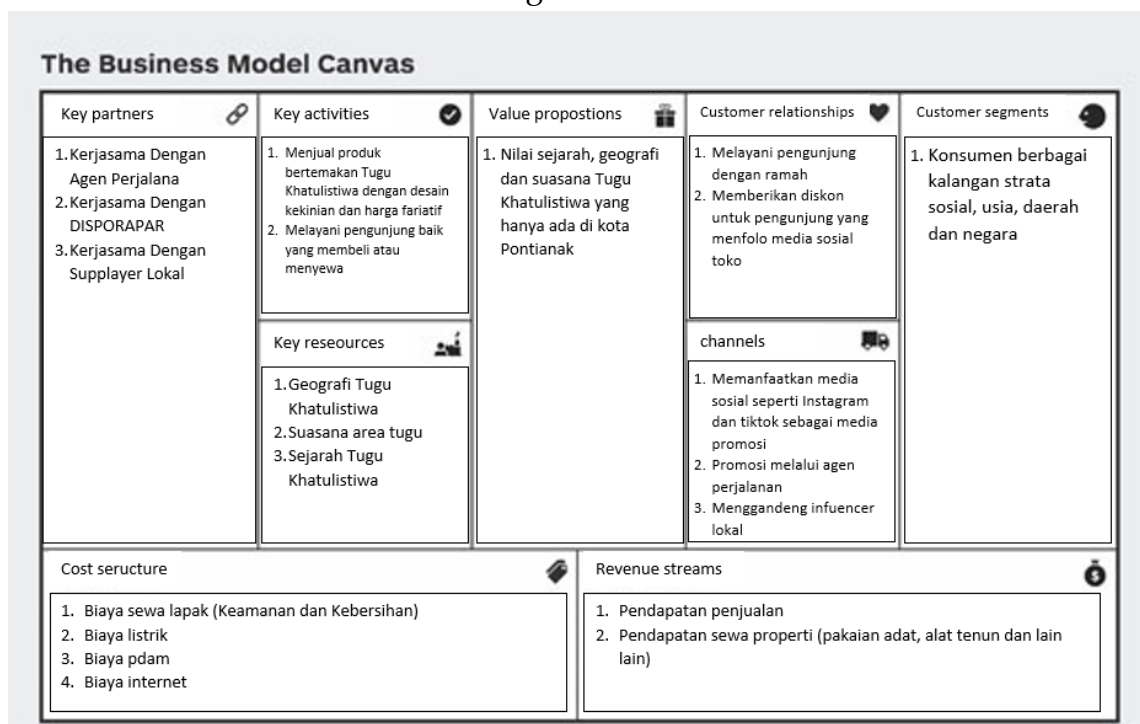 The Business Model Canvas
Key partners
1.Kerjasama Dengan
Agen Perjalana
2.Kerjasama Dengan
DISPORAPAR
3.Kerjasama Dengan
Supplayer Lokal
Key activities
1. Menjual produk
bertemakan Tugu
Khatulistiwa dengan desain
kekinian dan harga fariatif
2. Melayani pengunjung baik
yang membeli atau
menyewa
Key reseources
1.Geografi Tugu
Khatulistiwa
2.Suasana area tugu
3.Sejarah Tugu
Khatulistiwa
Value propostions
1. Nilai sejarah, geografi
dan suasana Tugu
Khatulistiwa yang
hanya ada di kota
Pontianak
Customer relationships
1. Melayani pengunjung
dengan ramah
2. Memberikan diskon
untuk pengunjung yang
menfolo media sosial
toko
channels
1. Memanfaatkan media
sosial seperti Instagram
dan tiktok sebagai media
promosi
2. Promosi melalui agen
perjalanan
3. Menggandeng infuencer
lokal
Customer segments
1. Konsumen berbagai
kalangan strata
sosial, usia, daerah
dan negara
Cost seructure
1. Biaya sewa lapak (Keamanan dan Kebersihan)
2. Biaya listrik
3. Biaya pdam
4. Biaya internet
Revenue streams
1. Pendapatan penjualan
2. Pendapatan sewa properti (pakaian adat, alat tenun dan lain
lain)